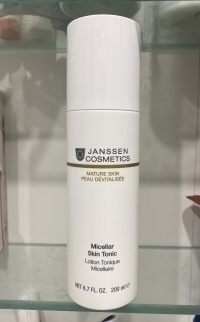 JANSSEN
COSMETICS
MATURE SKIN
PEAU DÉVITALISÉE
Micellar
Skin Tonic
Lotion Tonique
Micellaire
NET 6.7 FL. OZ. 200 ml ℮